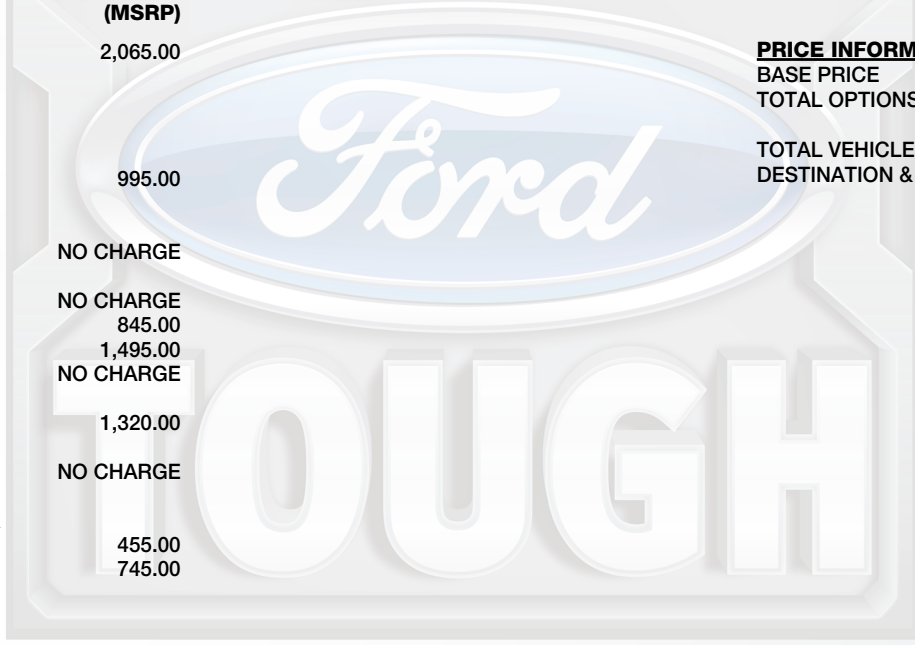 (MSRP)
2,065.00
995.00
NO CHARGE
NO CHARGE
845.00
1,495.00
NO CHARGE
1,320.00
NO CHARGE
455.00
745.00
PRICE INFORM
BASE PRICE
TOTAL OPTIONS
TOTAL VEHICLE
DESTINATION &
Ford
TOUGH